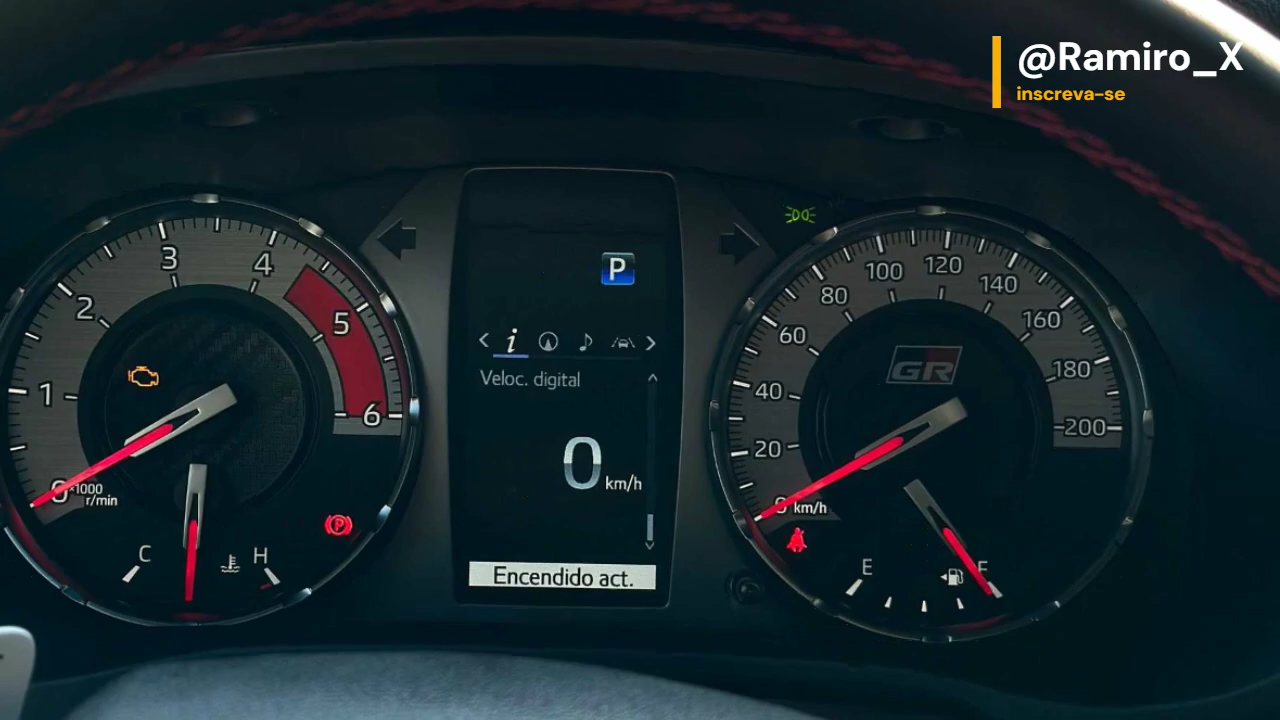 @Ramiro_X
inscreva-se
P
Veloc. digital
0 km/h
Encendido act.
0 1 2 3 4 5 6
x1000
r/min
C H
P
0 20 40 60 80 100 120 140 160 180 200
km/h
GR
E F